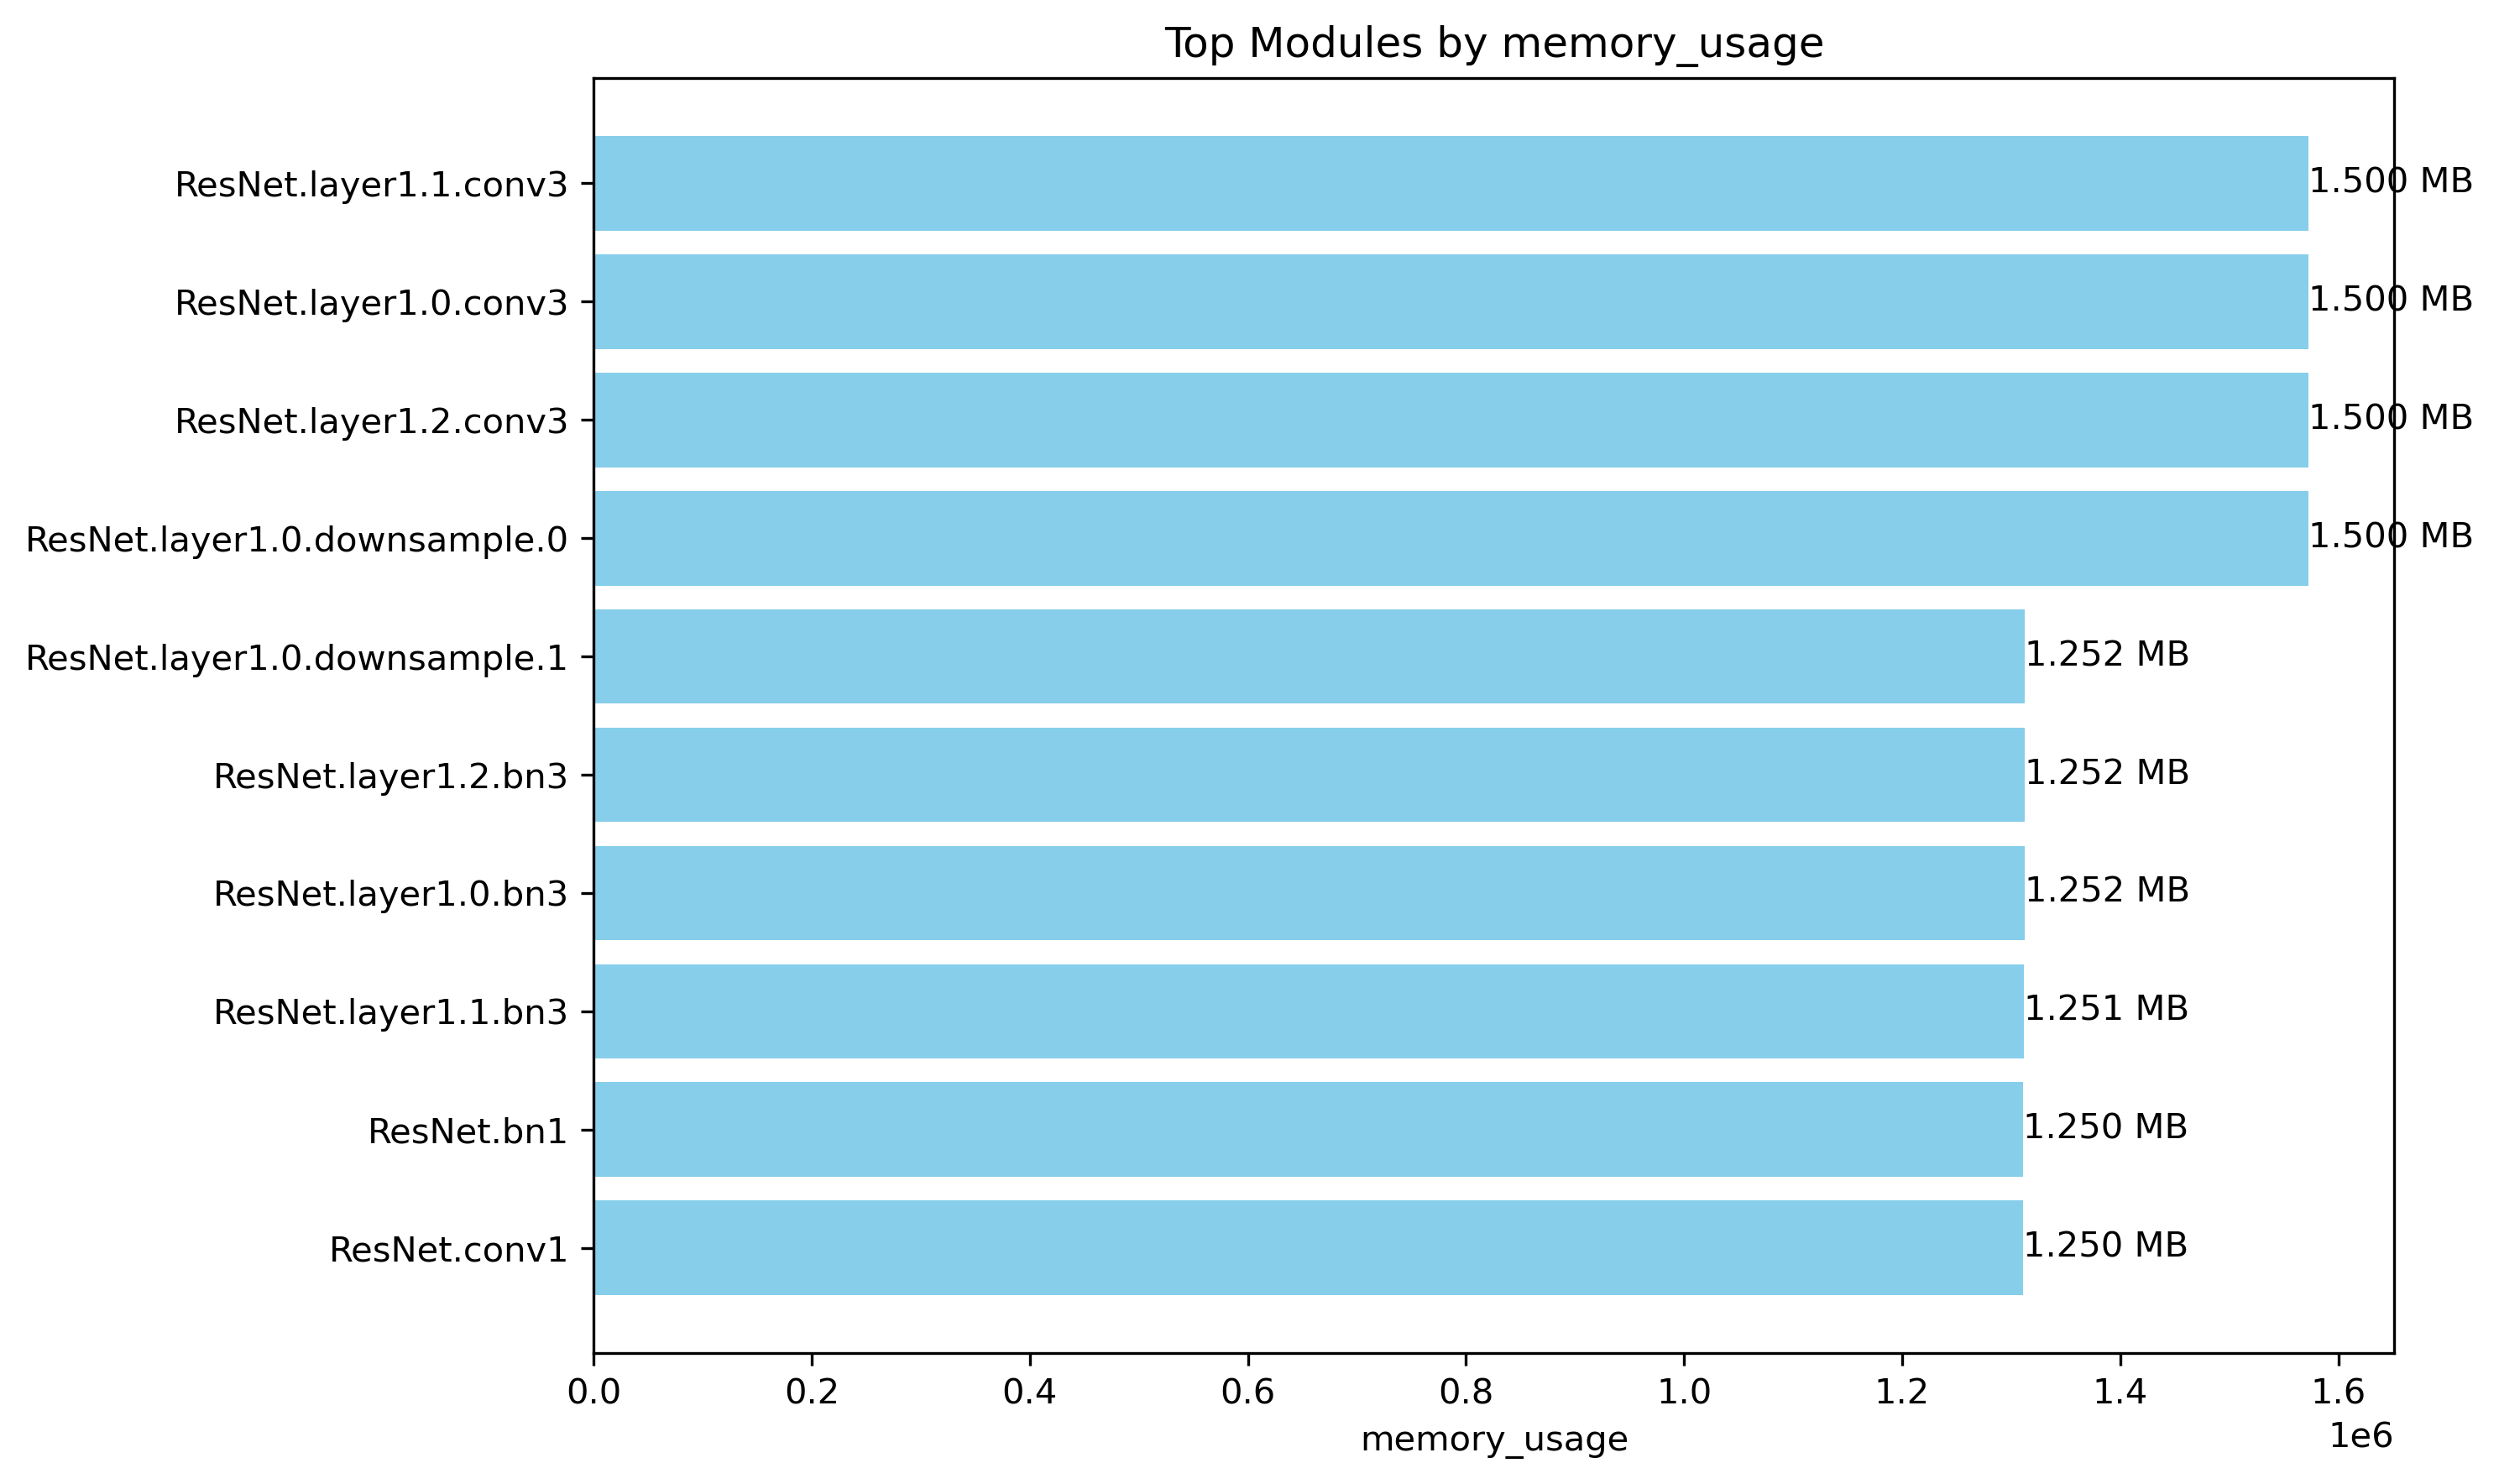 Top Modules by memory_usage
ResNet.layer1.1.conv3 1.500 MB
ResNet.layer1.0.conv3 1.500 MB
ResNet.layer1.2.conv3 1.500 MB
ResNet.layer1.0.downsample.0 1.500 MB
ResNet.layer1.0.downsample.1 1.252 MB
ResNet.layer1.2.bn3 1.252 MB
ResNet.layer1.0.bn3 1.252 MB
ResNet.layer1.1.bn3 1.251 MB
ResNet.bn1 1.250 MB
ResNet.conv1 1.250 MB
0.0 0.2 0.4 0.6 0.8 1.0 1.2 1.4 1.6
1e6
memory_usage